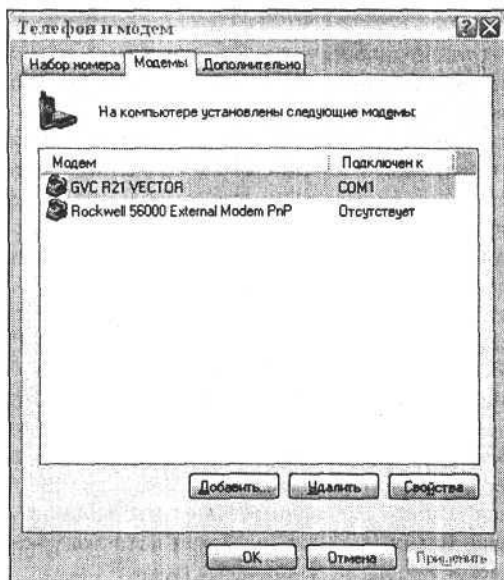 Телефон и модем
Набор номера Модемы Дополнительно
На компьютере установлены следующие модемы:
Модем Подключен к
GVC R21 VECTOR COM1
Rockwell 56000 External Modem PnP Отсутствует
Добавить... Удалить Свойства
OK Отмена Применить